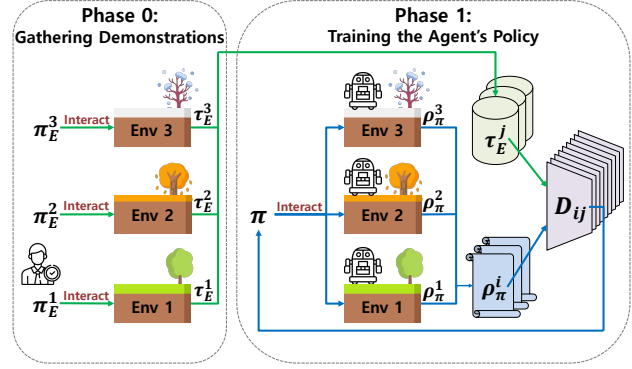 Phase 0:
Gathering Demonstrations
π_E^3 Interact Env 3 τ_E^3
π_E^2 Interact Env 2 τ_E^2
π_E^1 Interact Env 1 τ_E^1
Phase 1:
Training the Agent's Policy
π Interact
Env 3 ρ_π^3
Env 2 ρ_π^2
Env 1 ρ_π^1
τ_E^j
ρ_π^i
D_ij